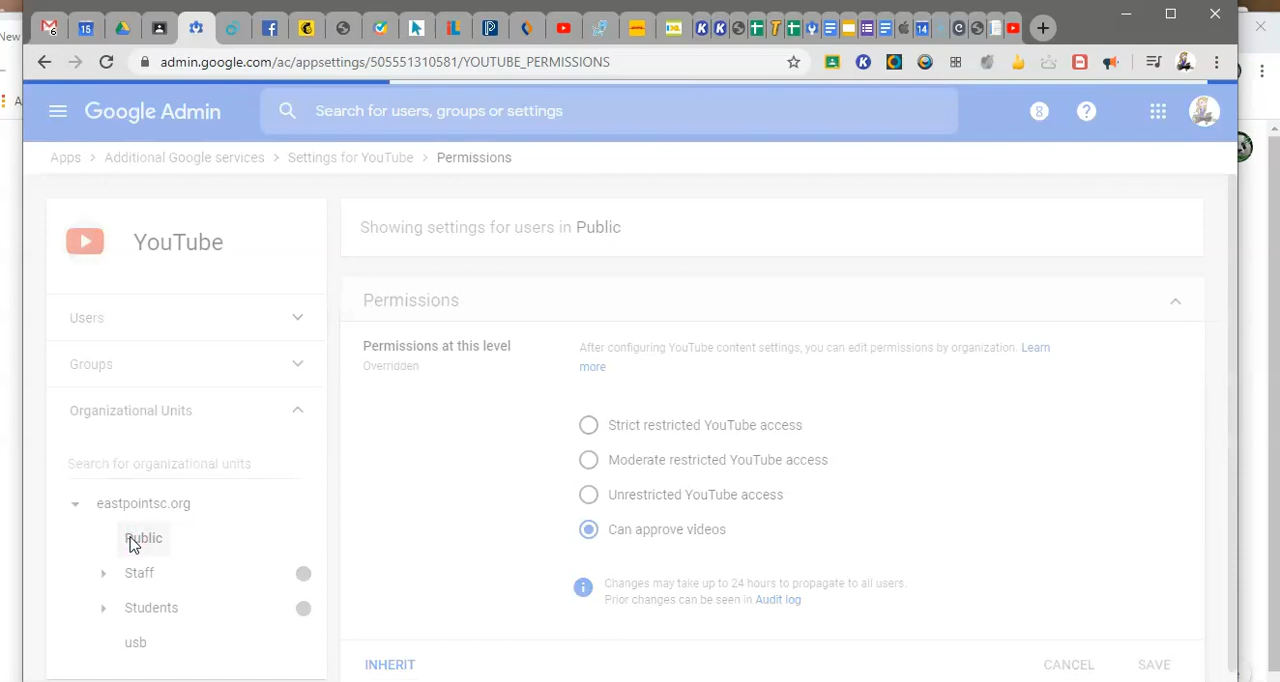 New
6
15
14
admin.google.com/ac/appsettings/505551310581/YOUTUBE_PERMISSIONS
Google Admin
Search for users, groups or settings
8
Apps > Additional Google services > Settings for YouTube > Permissions
YouTube
Showing settings for users in Public
Permissions
Users
Groups
Permissions at this level
Overridden
After configuring YouTube content settings, you can edit permissions by organization. Learn
more
Organizational Units
Strict restricted YouTube access
Moderate restricted YouTube access
Search for organizational units
Unrestricted YouTube access
eastpointsc.org
Can approve videos
Public
Staff
Changes may take up to 24 hours to propagate to all users.
Prior changes can be seen in Audit log
Students
usb
INHERIT
CANCEL
SAVE